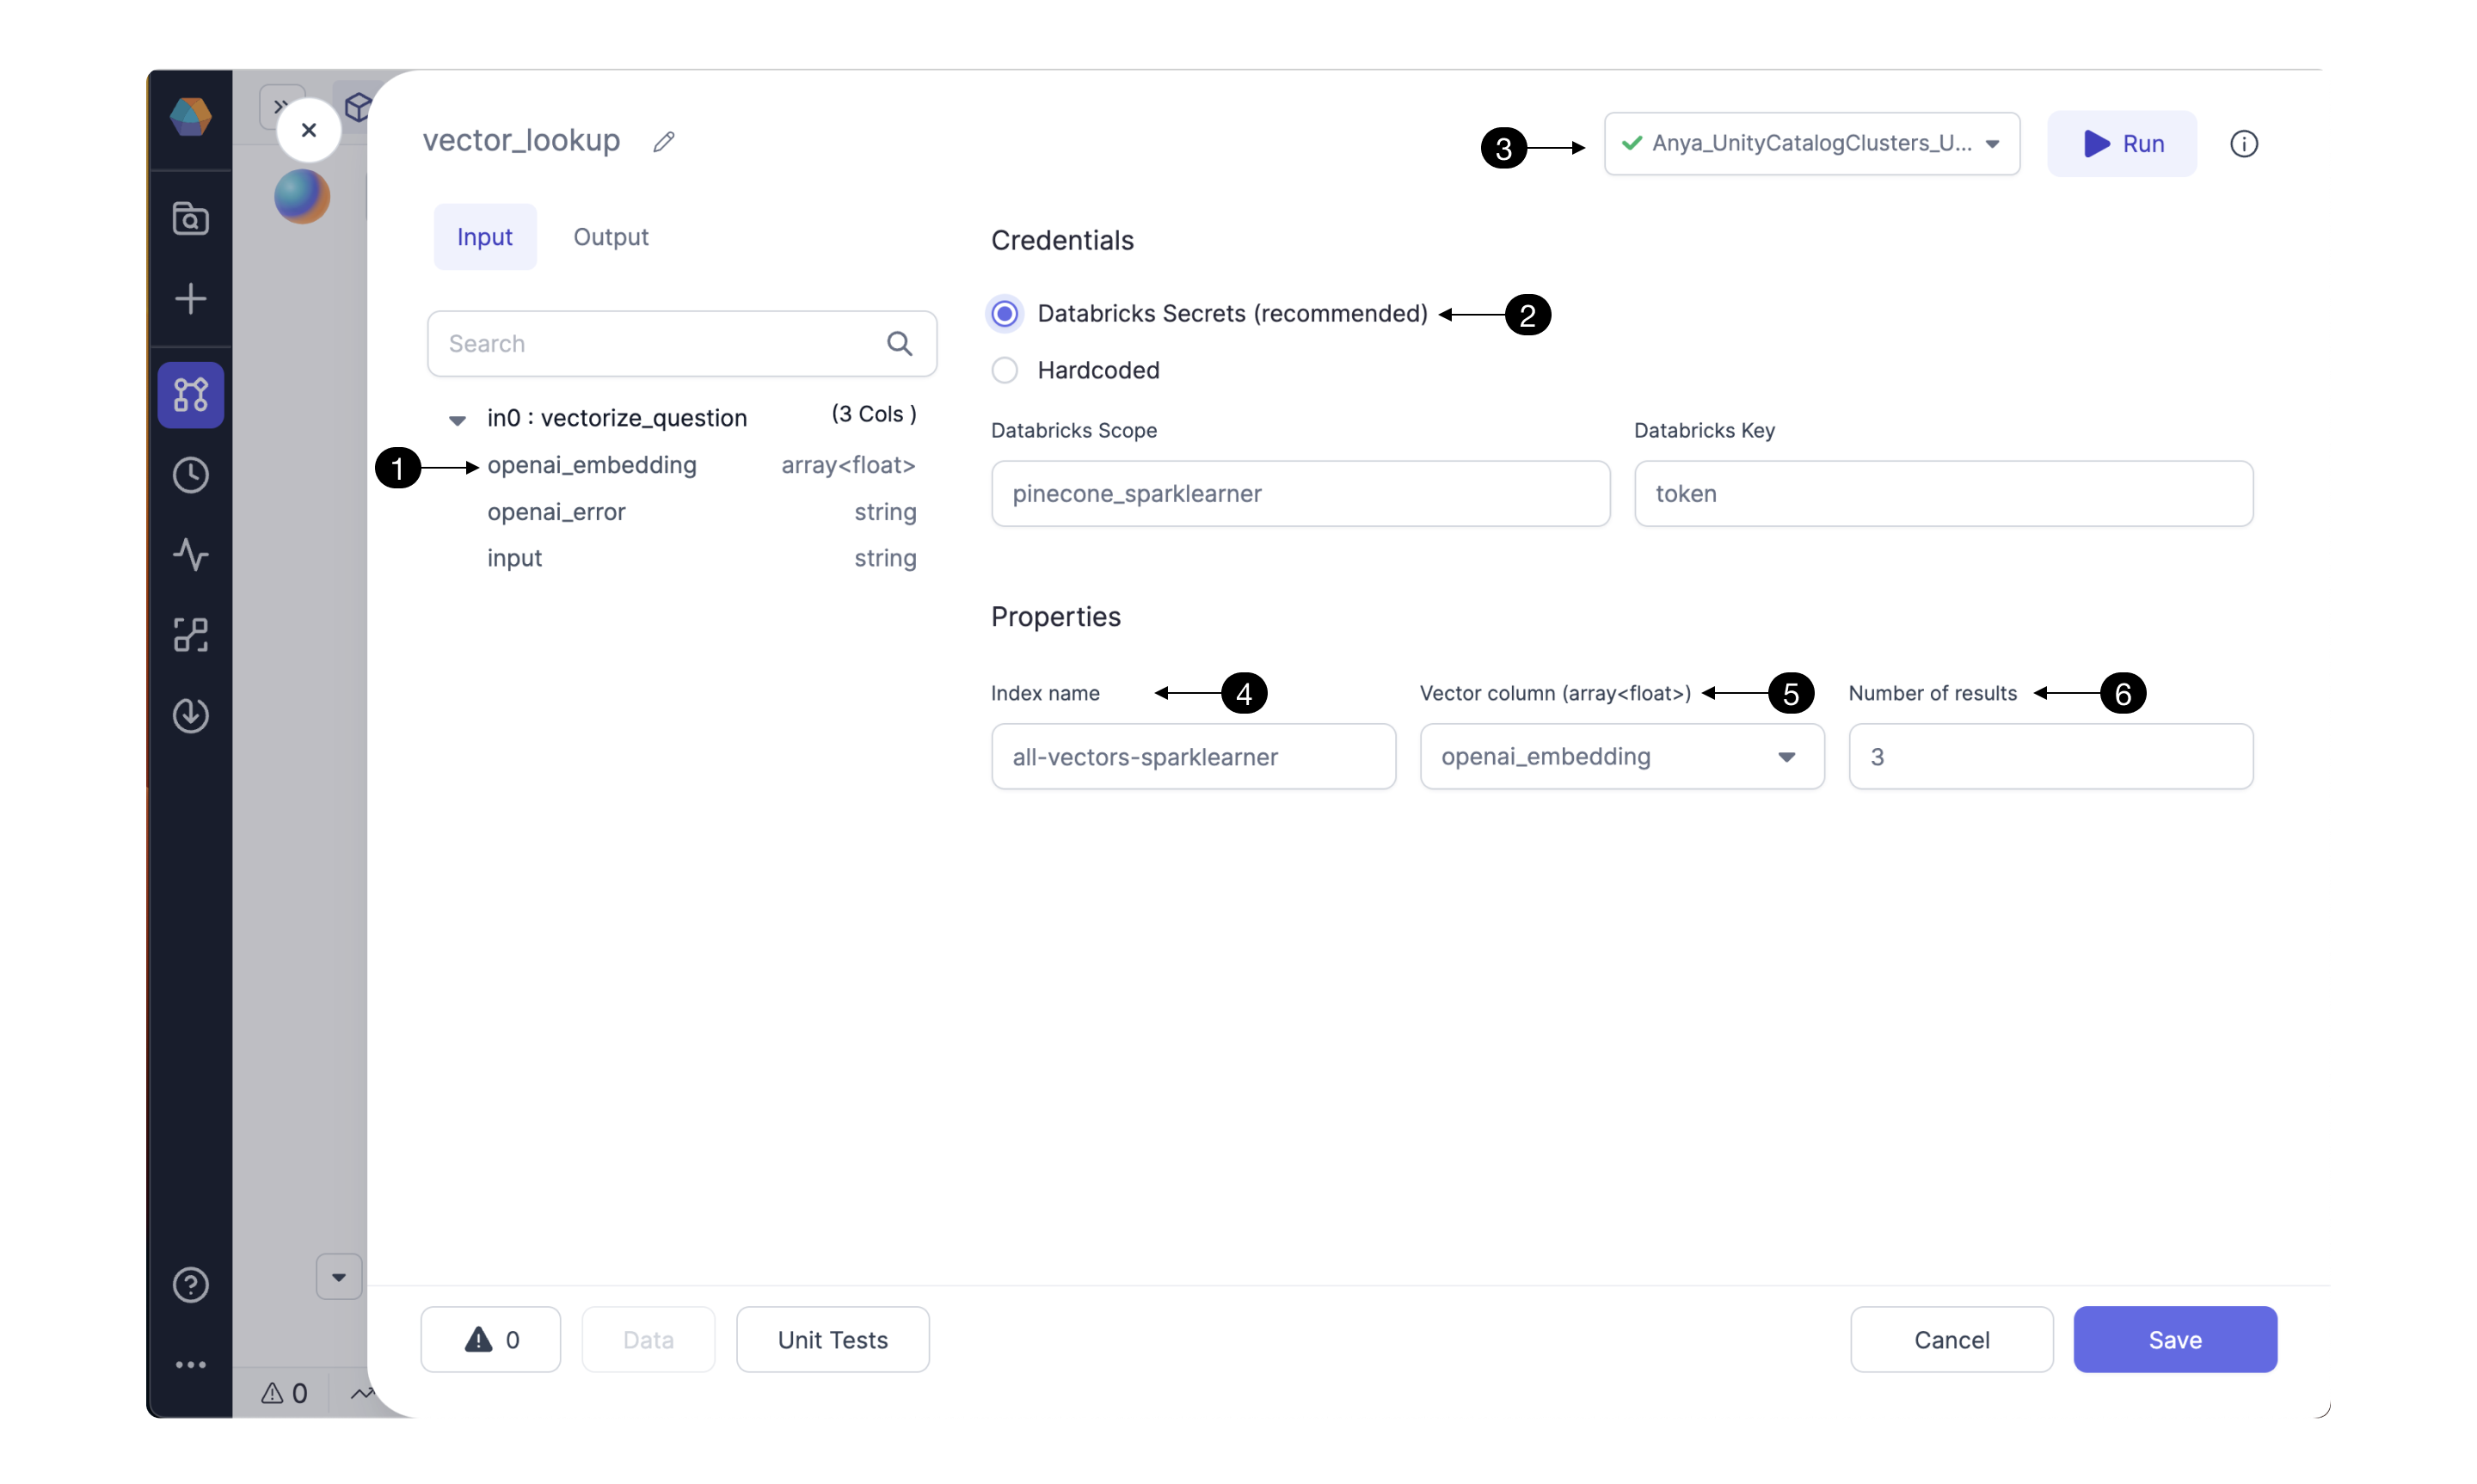 vector_lookup
3
Anya_UnityCatalogClusters_U...
Run
Input
Output
Search
in0 : vectorize_question
(3 Cols )
1
openai_embedding
array<float>
openai_error
string
input
string
Credentials
Databricks Secrets (recommended)
2
Hardcoded
Databricks Scope
Databricks Key
pinecone_sparklearner
token
Properties
Index name
4
Vector column (array<float>)
5
Number of results
6
all-vectors-sparklearner
openai_embedding
3
0
Data
Unit Tests
Cancel
Save
0